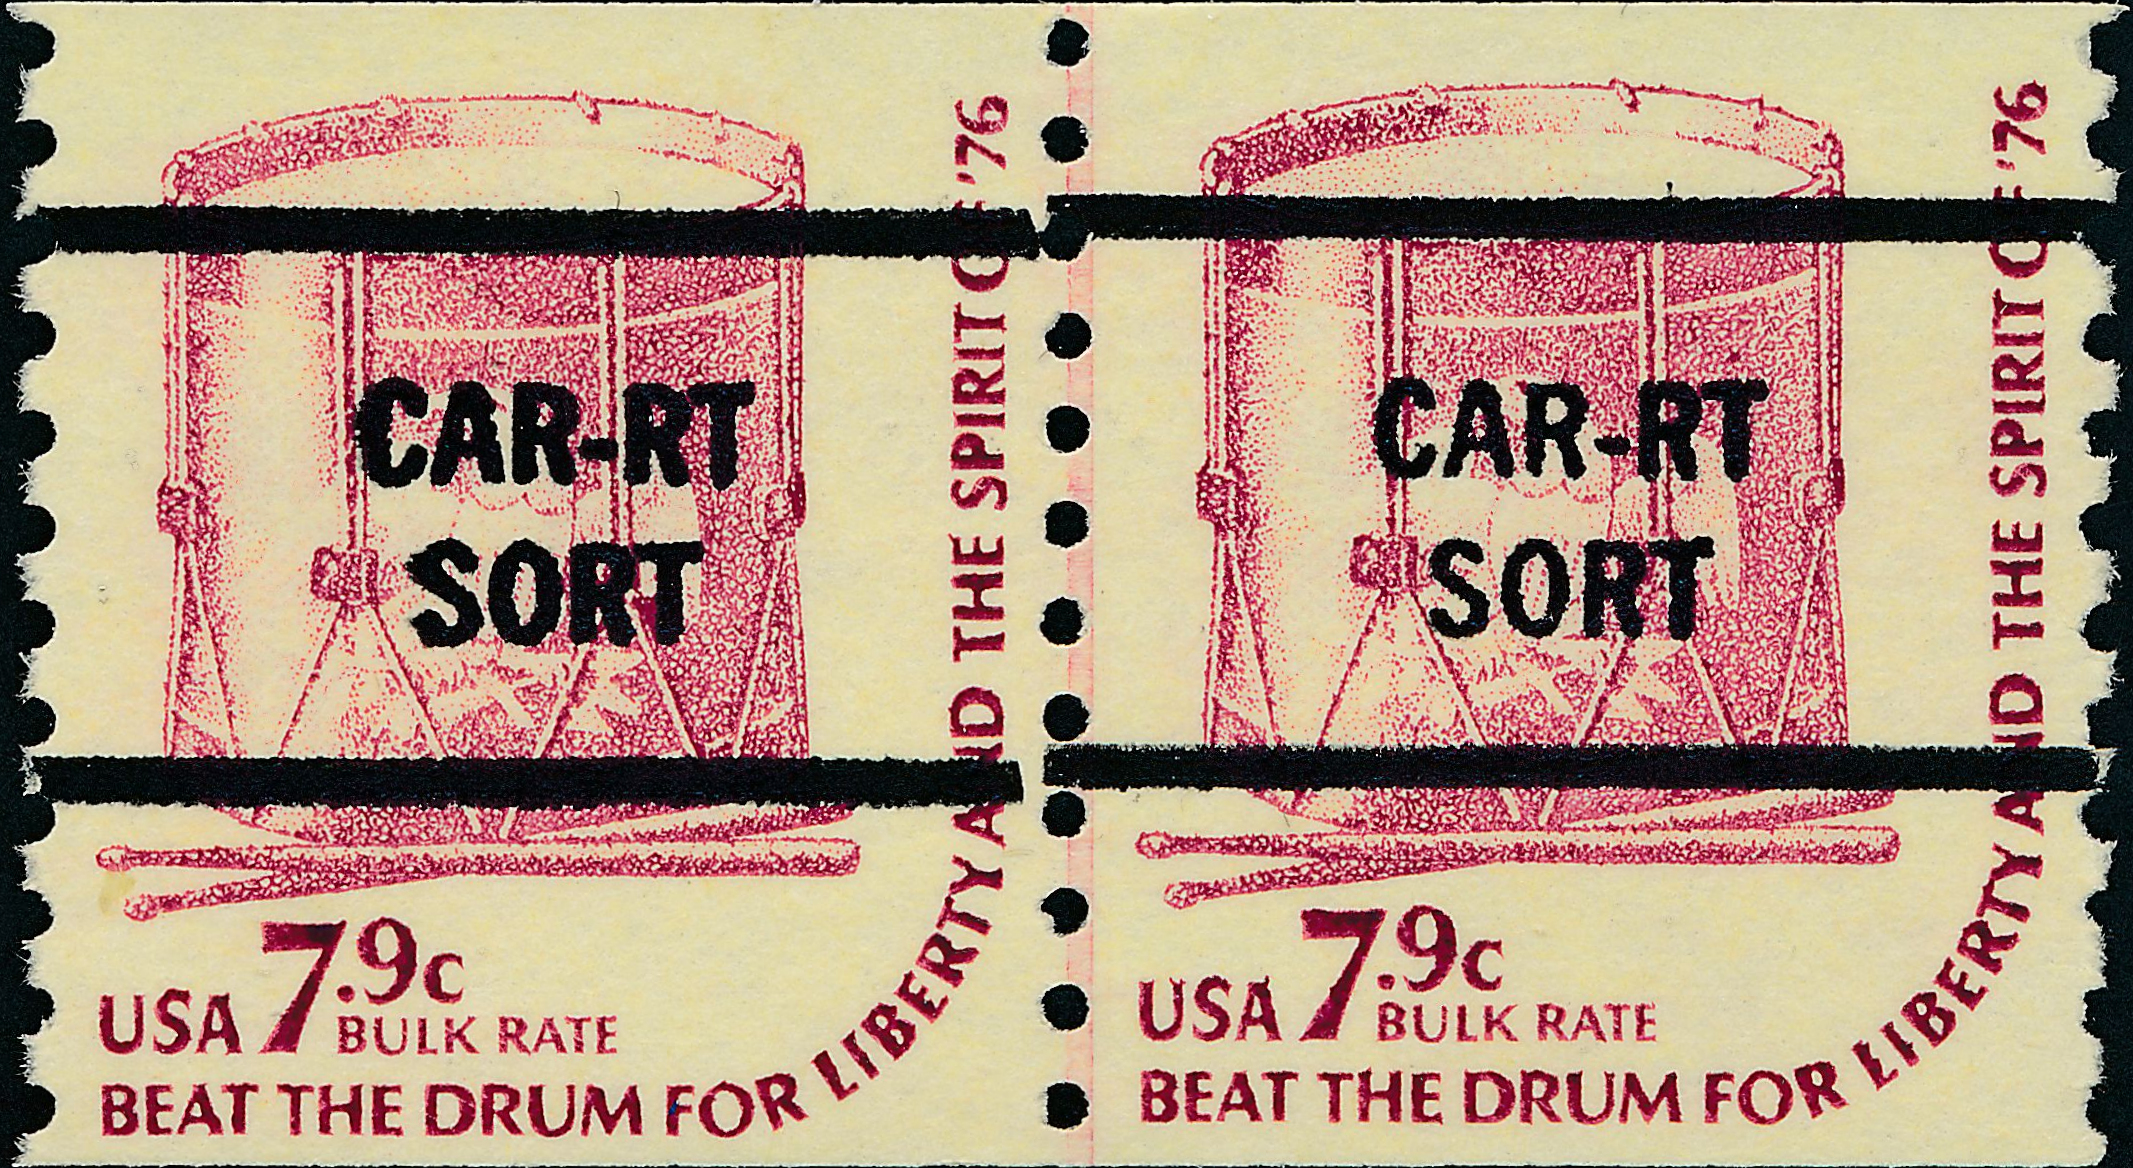 CAR-RT
SORT
USA 7.9c
BULK RATE
BEAT THE DRUM FOR LIBERTY AND THE SPIRIT OF '76
CAR-RT
SORT
USA 7.9c
BULK RATE
BEAT THE DRUM FOR LIBERTY AND THE SPIRIT OF '76